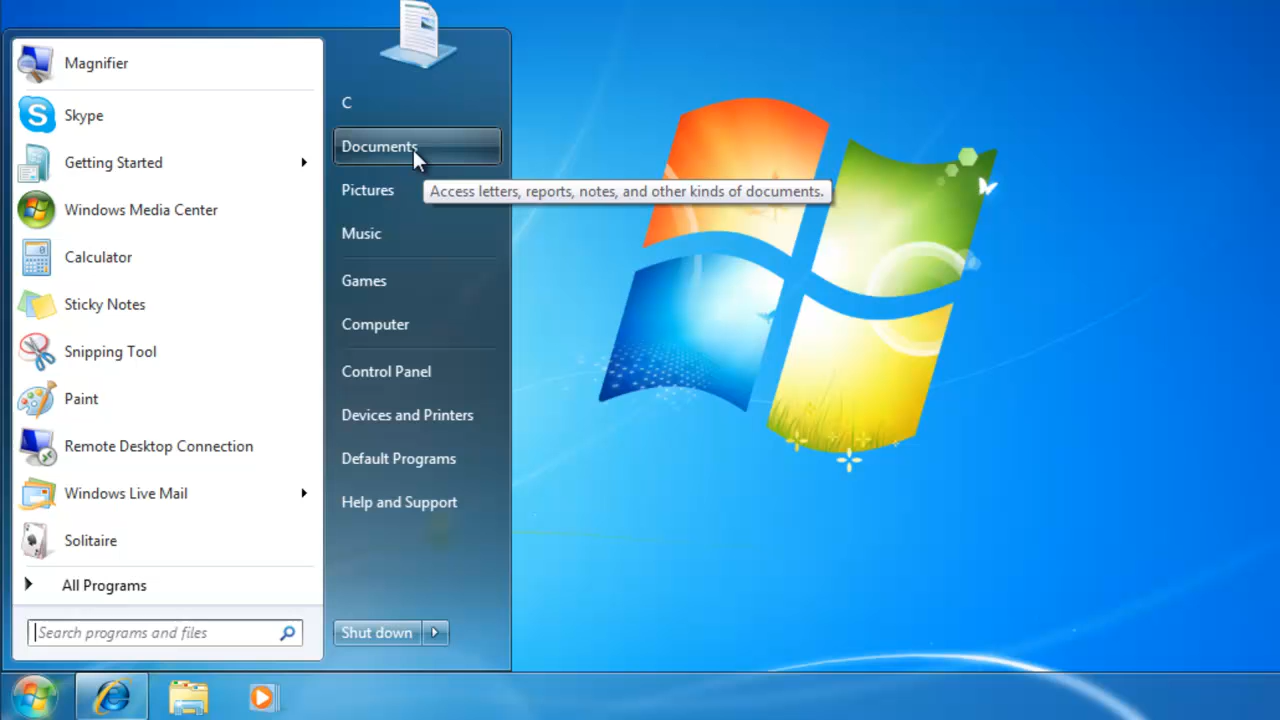 Magnifier
Skype
Getting Started
Windows Media Center
Calculator
Sticky Notes
Snipping Tool
Paint
Remote Desktop Connection
Windows Live Mail
Solitaire
All Programs
Search programs and files
C
Documents
Access letters, reports, notes, and other kinds of documents.
Pictures
Music
Games
Computer
Control Panel
Devices and Printers
Default Programs
Help and Support
Shut down